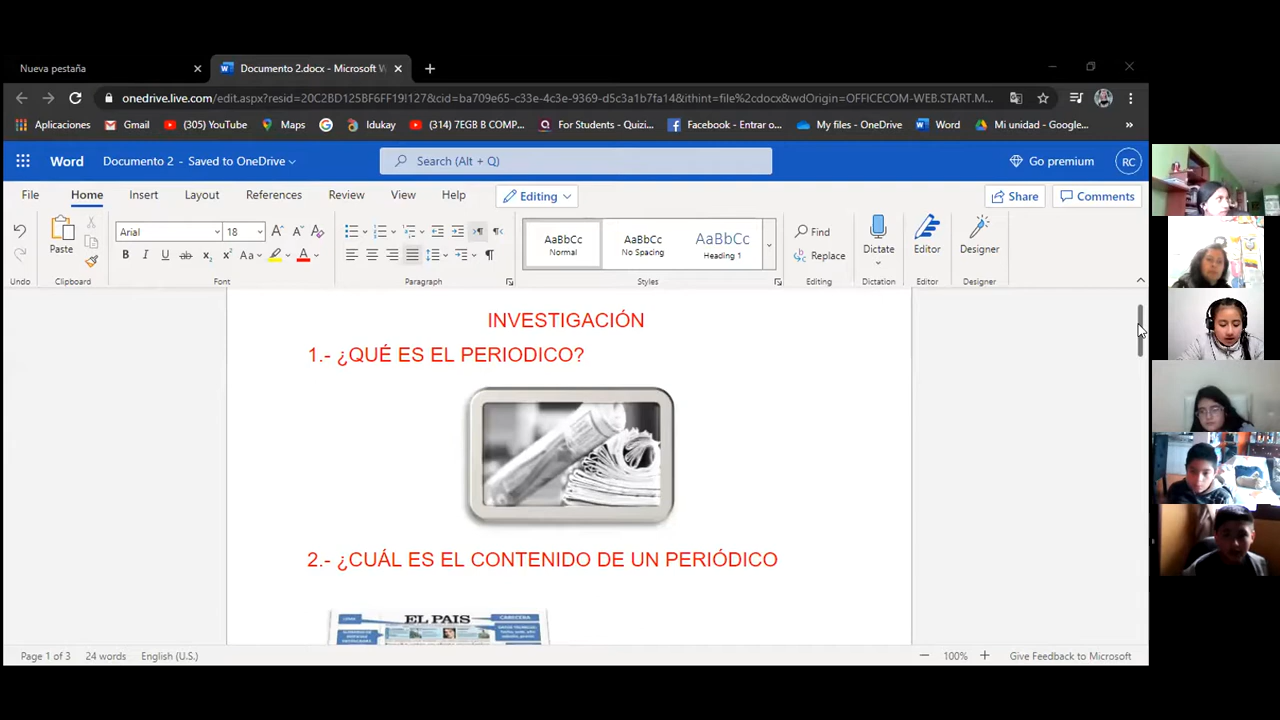 Nueva pestaña
Documento 2.docx - Microsoft W
onedrive.live.com/edit.aspx?resid=20C2BD125BF6FF19!127&cid=ba709e65-c33e-4c3e-9369-d5c3a1b7fa14&ithint=file%2cdocx&wdOrigin=OFFICECOM-WEB.START.M...
Aplicaciones Gmail (305) YouTube Maps Idukay (314) 7EGB B COMP... For Students - Quizi... Facebook - Entrar o... My files - OneDrive Word Mi unidad - Google... »
Word Documento 2 - Saved to OneDrive Search (Alt + Q) Go premium RC
File Home Insert Layout References Review View Help Editing Share Comments
Arial 18
AaBbCc AaBbCc AaBbCc
Normal No Spacing Heading 1
Paste
B I U ab x₂ x² Aa A
Find
Replace
Dictate Editor Designer
Undo Clipboard Font Paragraph Styles Editing Dictation Editor Designer
INVESTIGACIÓN
1.- ¿QUÉ ES EL PERIODICO?
2.- ¿CUÁL ES EL CONTENIDO DE UN PERIÓDICO
EL PAIS
CABECERA
Page 1 of 3 24 words English (U.S.) 100% Give Feedback to Microsoft